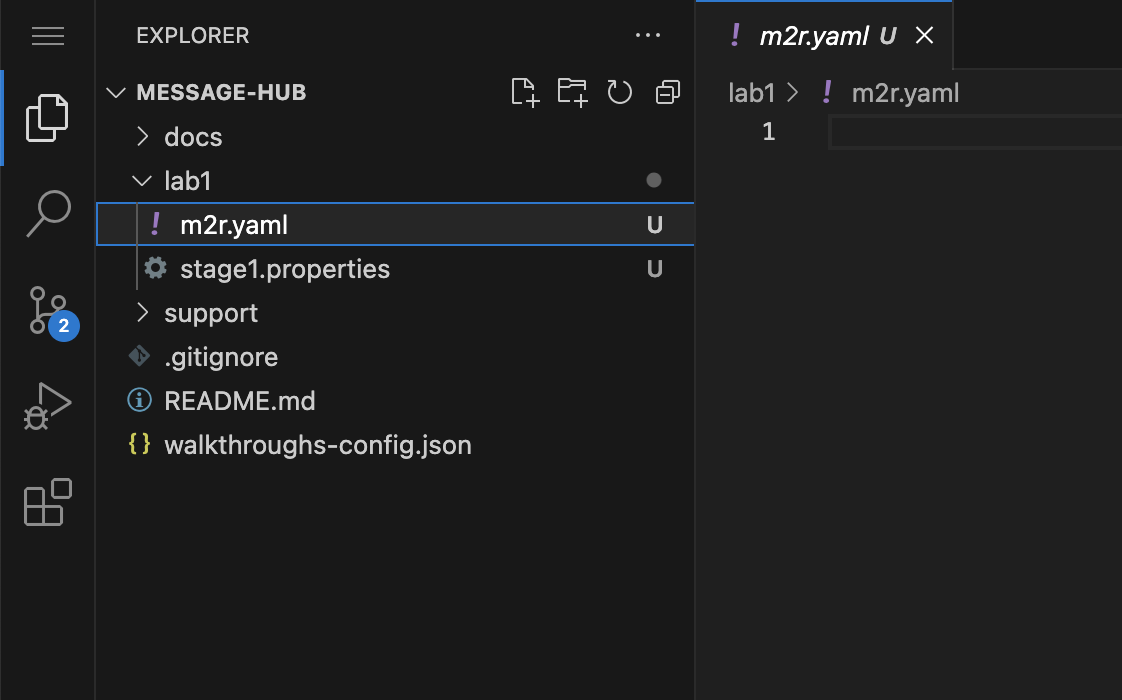 EXPLORER
MESSAGE-HUB
docs
lab1
! m2r.yaml U
stage1.properties U
support
.gitignore
README.md
{} walkthroughs-config.json
2
! m2r.yaml U
lab1 > ! m2r.yaml
1